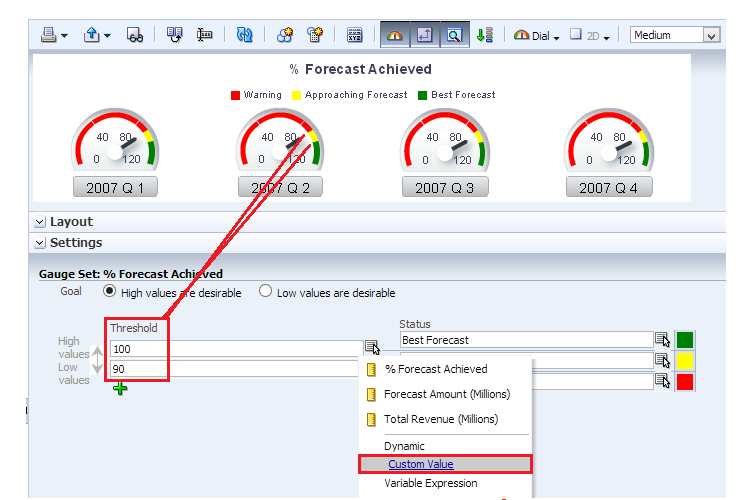 Dial 2D Medium
% Forecast Achieved
Warning Approaching Forecast Best Forecast
40 80 40 80 40 80 40 80
0 120 0 120 0 120 0 120
2007 Q 1 2007 Q 2 2007 Q 3 2007 Q 4
Layout
Settings
Gauge Set: % Forecast Achieved
Goal High values are desirable Low values are desirable
Threshold Status
High values 100 Best Forecast
Low values 90
% Forecast Achieved
Forecast Amount (Millions)
Total Revenue (Millions)
Dynamic
Custom Value
Variable Expression